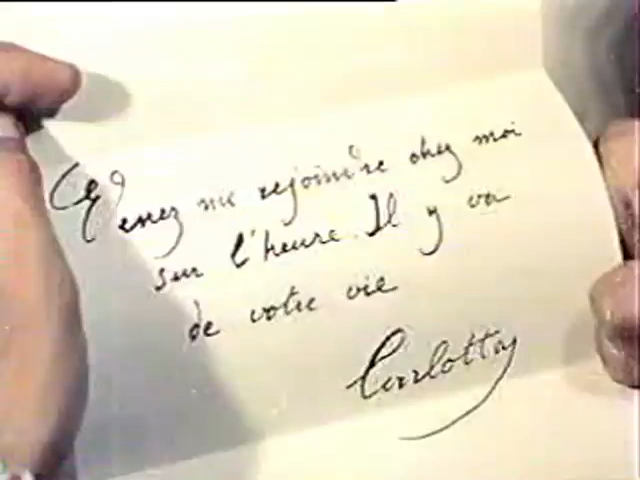 Venez me rejoindre chez moi
sur l'heure. Il y va
de votre vie
Carlotta